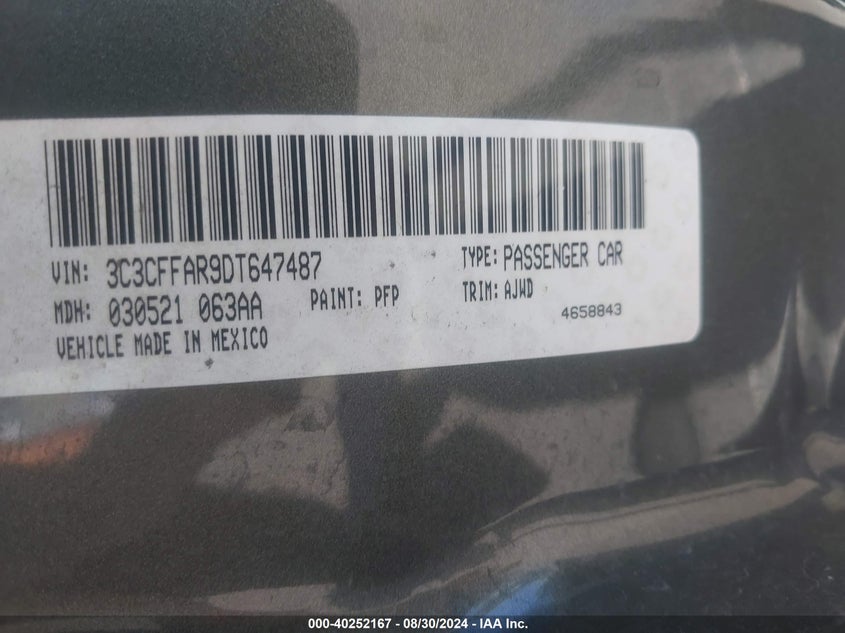 VIN: 3C3CFFAR9DT647487 TYPE: PASSENGER CAR
MDH: 030521 063AA PAINT: PFP TRIM: AJWD
VEHICLE MADE IN MEXICO 4658843
000-40252167 - 08/30/2024 - IAA Inc.